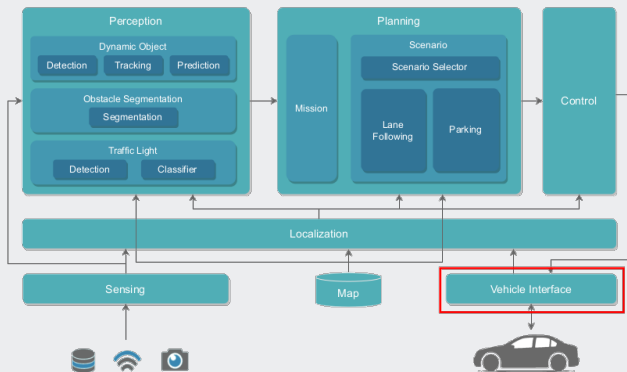 Perception
Dynamic Object
Detection
Tracking
Prediction
Obstacle Segmentation
Segmentation
Traffic Light
Detection
Classifier
Planning
Mission
Scenario
Scenario Selector
Lane
Following
Parking
Control
Localization
Sensing
Map
Vehicle Interface